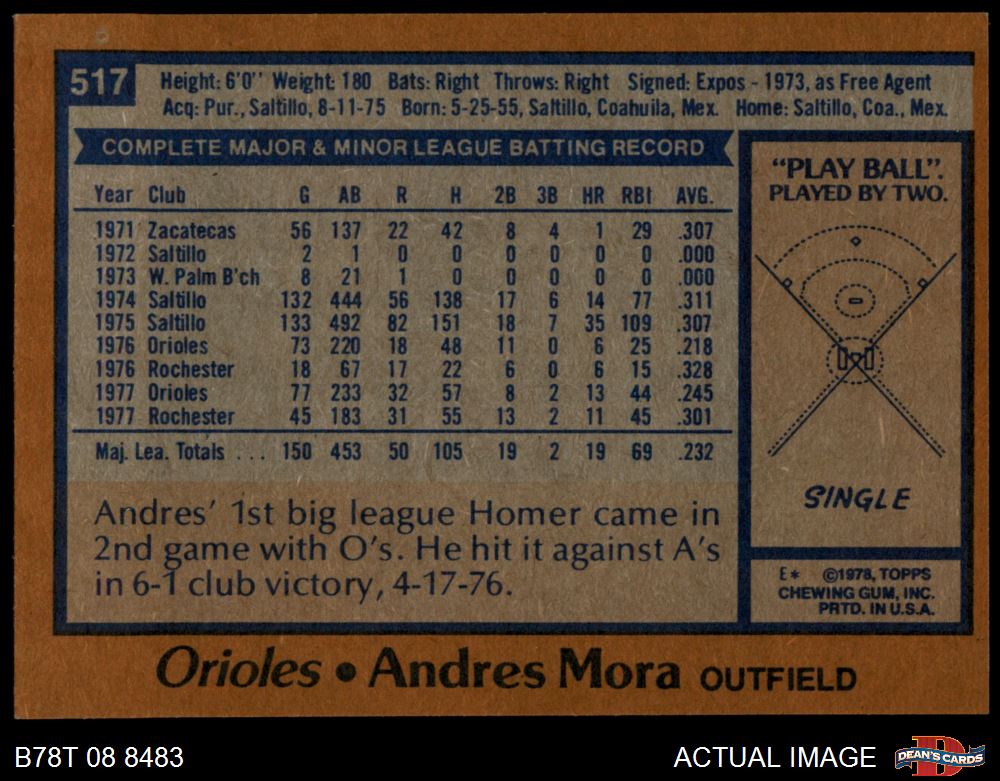 517
Height: 6'0" Weight: 180 Bats: Right Throws: Right Signed: Expos - 1973, as Free Agent
Acq: Pur., Saltillo, 8-11-75 Born: 5-25-55, Saltillo, Coahuila, Mex. Home: Saltillo, Coa., Mex.
COMPLETE MAJOR & MINOR LEAGUE BATTING RECORD
Year Club G AB R H 2B 3B HR RBI AVG.
1971 Zacatecas 56 137 22 42 8 4 1 29 .307
1972 Saltillo 2 1 0 0 0 0 0 0 .000
1973 W. Palm B'ch 8 21 1 0 0 0 0 0 .000
1974 Saltillo 132 444 56 138 17 6 14 77 .311
1975 Saltillo 133 492 82 151 18 7 35 109 .307
1976 Orioles 73 220 18 48 11 0 6 25 .218
1976 Rochester 18 67 17 22 6 0 6 15 .328
1977 Orioles 77 233 32 57 8 2 13 44 .245
1977 Rochester 45 183 31 55 13 2 11 45 .301
Maj. Lea. Totals . . . 150 453 50 105 19 2 19 69 .232
Andres' 1st big league Homer came in
2nd game with O's. He hit it against A's
in 6-1 club victory, 4-17-76.
"PLAY BALL".
PLAYED BY TWO.
SINGLE
E* ©1978, TOPPS
CHEWING GUM, INC.
PRTD. IN U.S.A.
Orioles • Andres Mora OUTFIELD
B78T 08 8483
ACTUAL IMAGE
D
DEAN'S CARDS